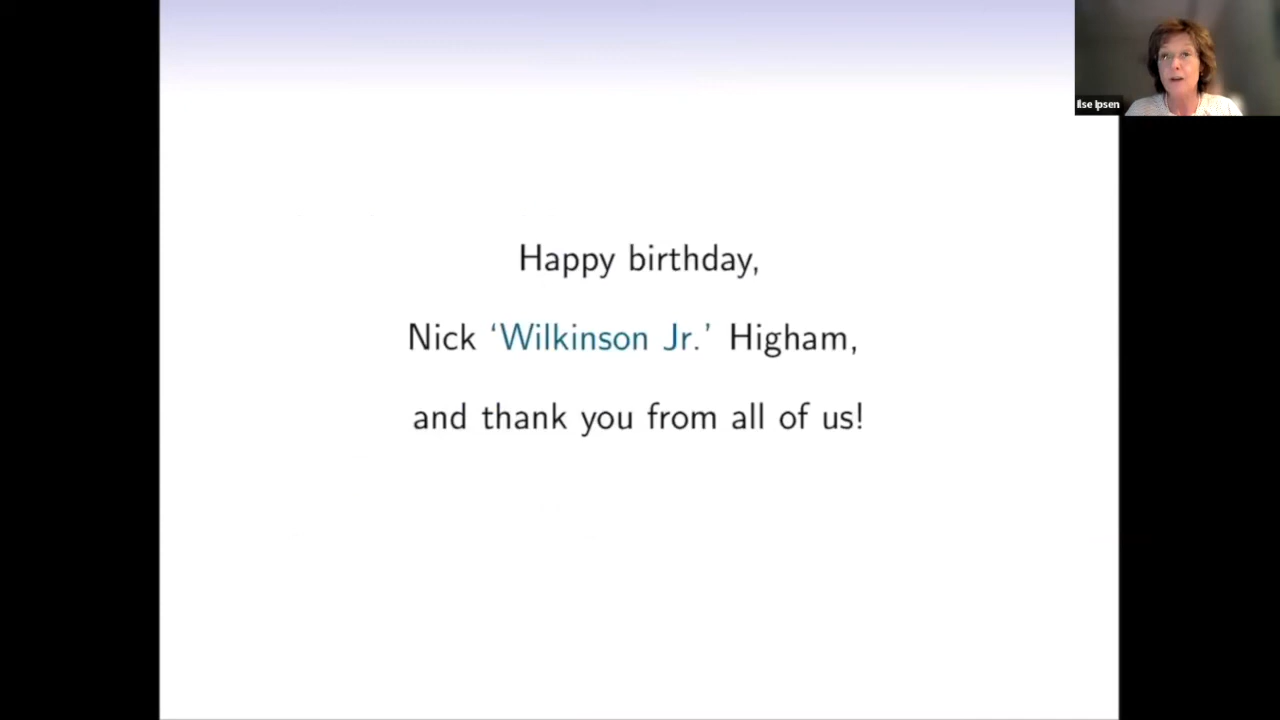 Ilse Ipsen
Happy birthday,
Nick ‘Wilkinson Jr.’ Higham,
and thank you from all of us!